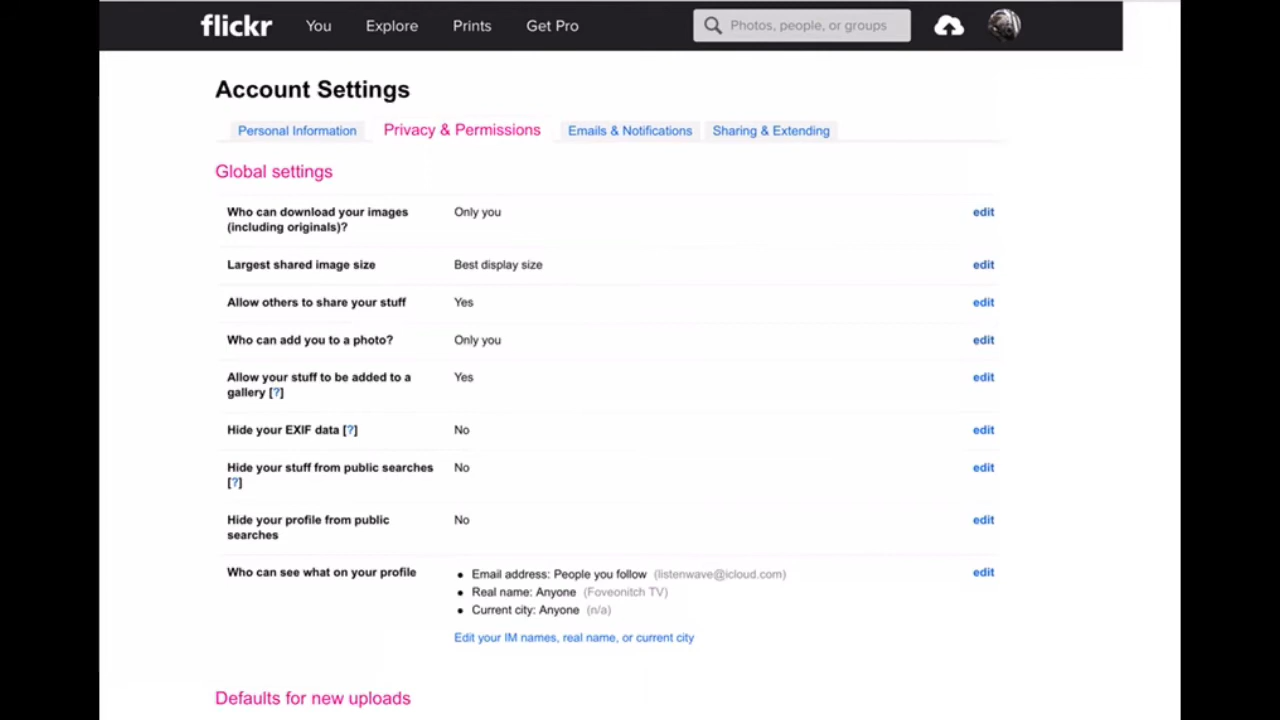 flickr You Explore Prints Get Pro Photos, people, or groups
Account Settings
Personal Information Privacy & Permissions Emails & Notifications Sharing & Extending
Global settings
Who can download your images Only you edit
(including originals)?
Largest shared image size Best display size edit
Allow others to share your stuff Yes edit
Who can add you to a photo? Only you edit
Allow your stuff to be added to a Yes edit
gallery [?]
Hide your EXIF data [?] No edit
Hide your stuff from public searches No edit
[?]
Hide your profile from public No edit
searches
Who can see what on your profile • Email address: People you follow (listenwave@icloud.com) edit
• Real name: Anyone (Foveonitch TV)
• Current city: Anyone (n/a)
Edit your IM names, real name, or current city
Defaults for new uploads